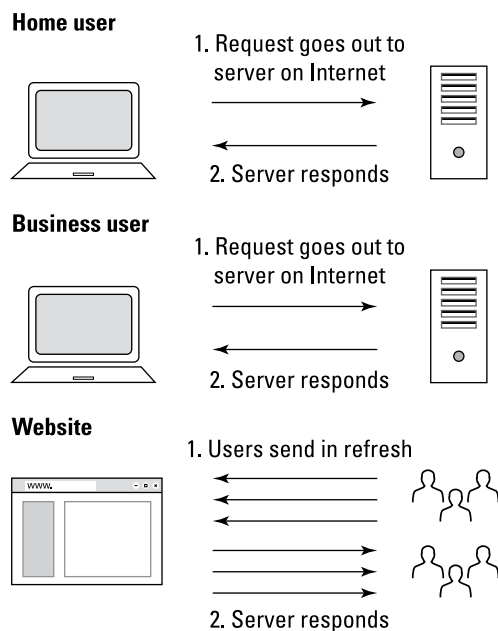 Home user
1. Request goes out to
server on Internet
2. Server responds
Business user
1. Request goes out to
server on Internet
2. Server responds
Website
1. Users send in refresh
www.
2. Server responds